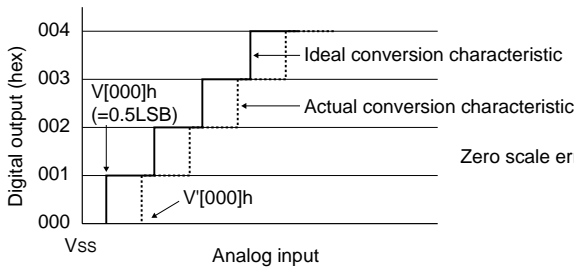 Digital output (hex)
004
003
002
001
000
V[000]h
(=0.5LSB)
Ideal conversion characteristic
Actual conversion characteristic
V'[000]h
Zero scale er
VSS
Analog input